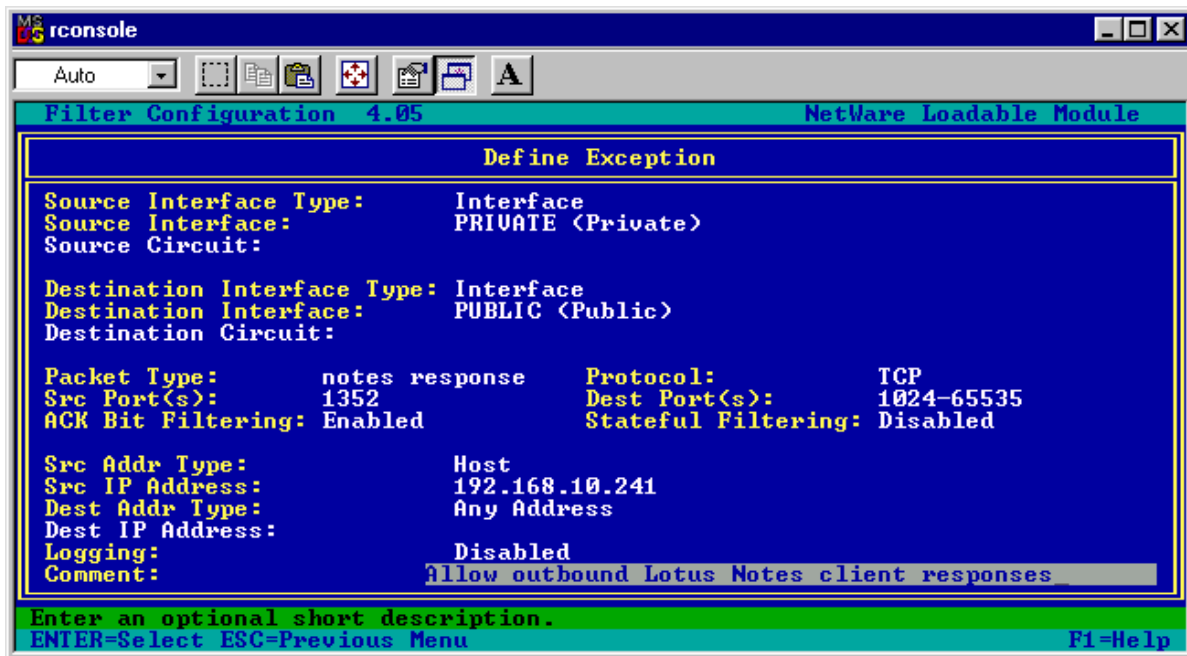 rconsole
Auto
A
Filter Configuration 4.05 NetWare Loadable Module
Define Exception
Source Interface Type: Interface
Source Interface: PRIVATE (Private)
Source Circuit:
Destination Interface Type: Interface
Destination Interface: PUBLIC (Public)
Destination Circuit:
Packet Type: notes response Protocol: TCP
Src Port(s): 1352 Dest Port(s): 1024-65535
ACK Bit Filtering: Enabled Stateful Filtering: Disabled
Src Addr Type: Host
Src IP Address: 192.168.10.241
Dest Addr Type: Any Address
Dest IP Address:
Logging: Disabled
Comment: Allow outbound Lotus Notes client responses_
Enter an optional short description.
ENTER=Select ESC=Previous Menu F1=Help